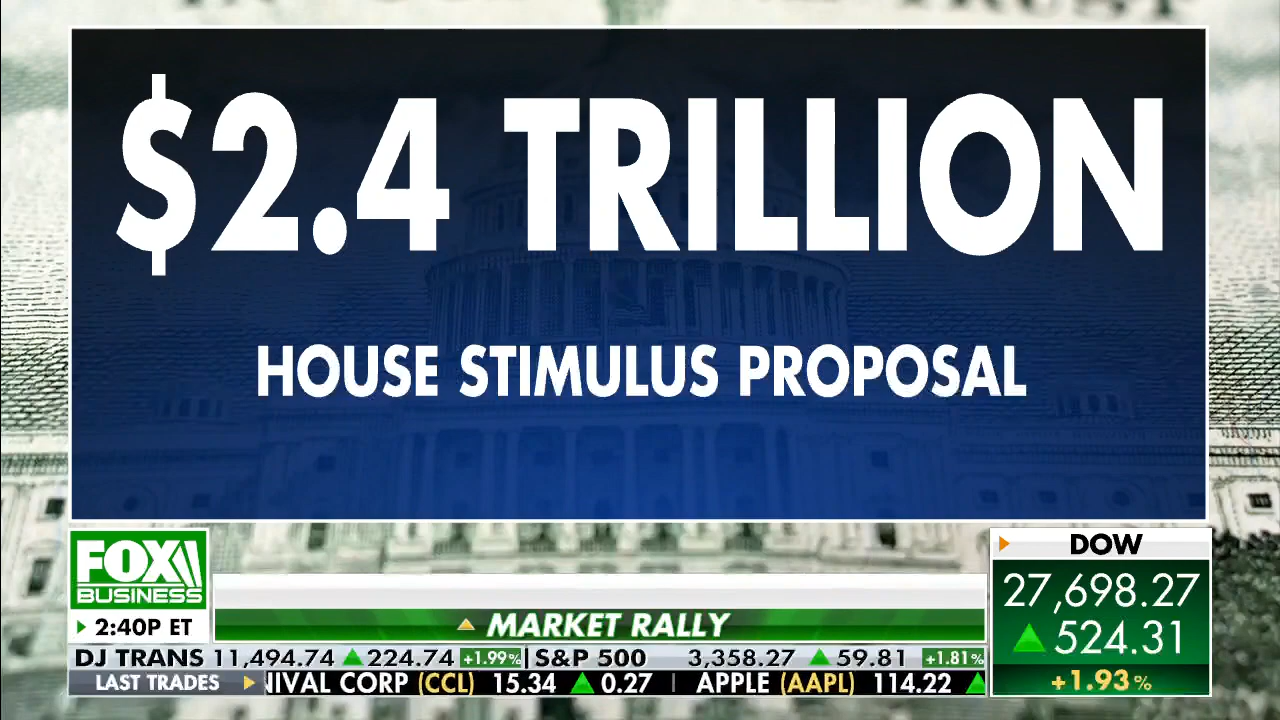 TRUST
$2.4 TRILLION
HOUSE STIMULUS PROPOSAL
FOX
BUSINESS
2:40P ET
MARKET RALLY
DOW
27,698.27
524.31
+1.93%
DJ TRANS 11,494.74 224.74 +1.99% S&P 500 3,358.27 59.81 +1.81%
LAST TRADES NIVAL CORP (CCL) 15.34 0.27 APPLE (AAPL) 114.22